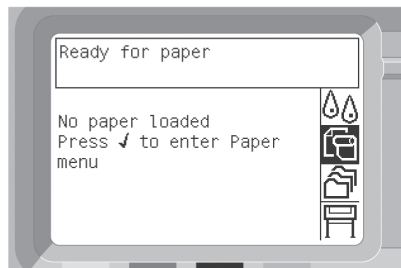 Ready for paper
No paper loaded
Press ✓ to enter Paper
menu